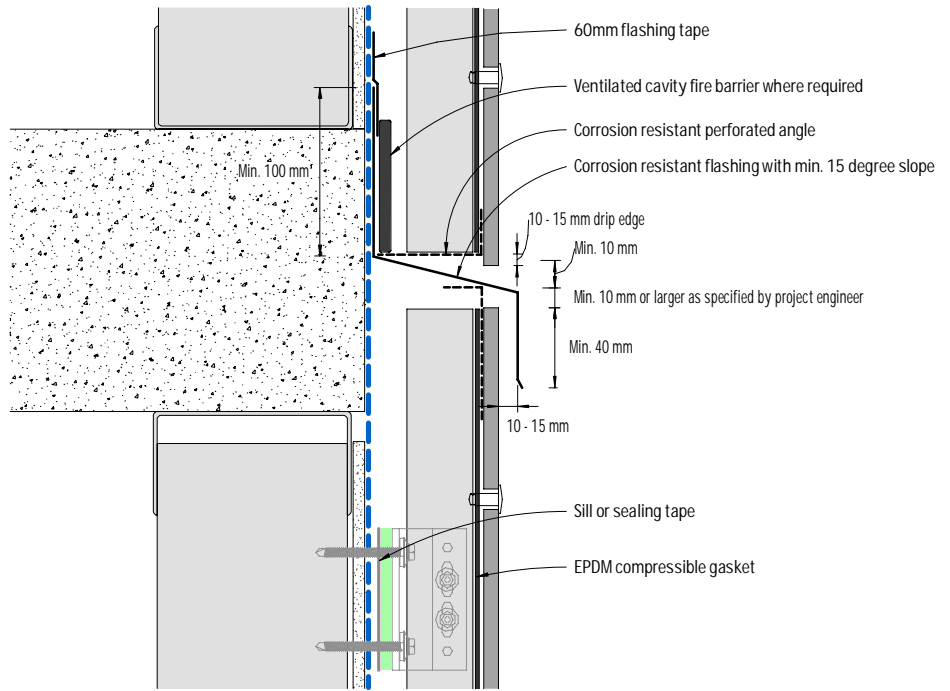 60mm flashing tape
Ventilated cavity fire barrier where required
Corrosion resistant perforated angle
Min. 100 mm
Corrosion resistant flashing with min. 15 degree slope
10 - 15 mm drip edge
Min. 10 mm
Min. 10 mm or larger as specified by project engineer
Min. 40 mm
10 - 15 mm
Sill or sealing tape
EPDM compressible gasket